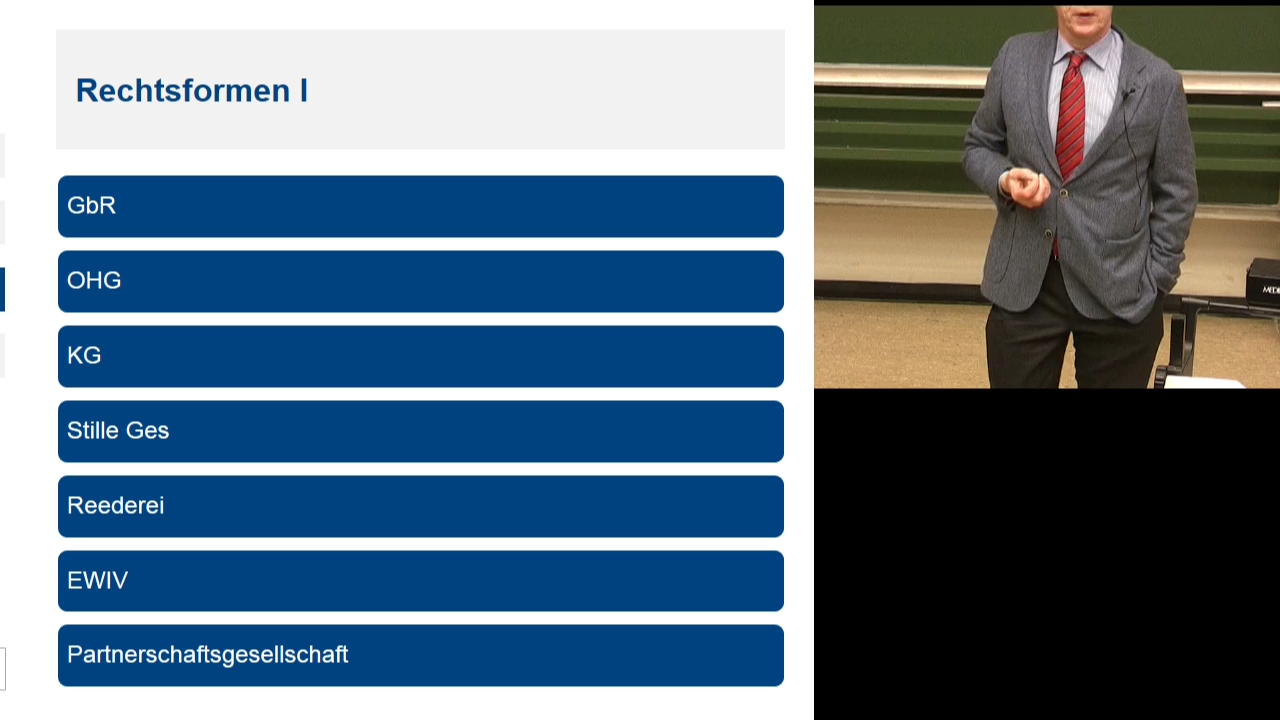 Rechtsformen I
GbR
OHG
KG
Stille Ges
Reederei
EWIV
Partnerschaftsgesellschaft